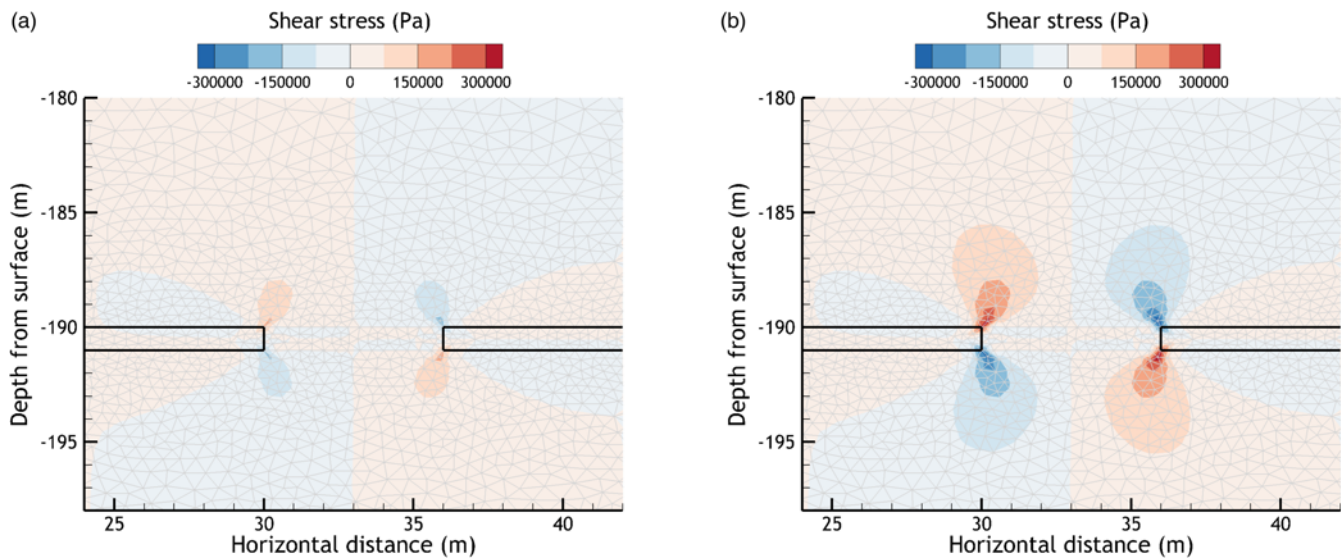 (a)
Shear stress (Pa)
-300000 -150000 0 150000 300000
-180
-185
-190
-195
Depth from surface (m)
25 30 35 40
Horizontal distance (m)
(b)
Shear stress (Pa)
-300000 -150000 0 150000 300000
-180
-185
-190
-195
Depth from surface (m)
25 30 35 40
Horizontal distance (m)